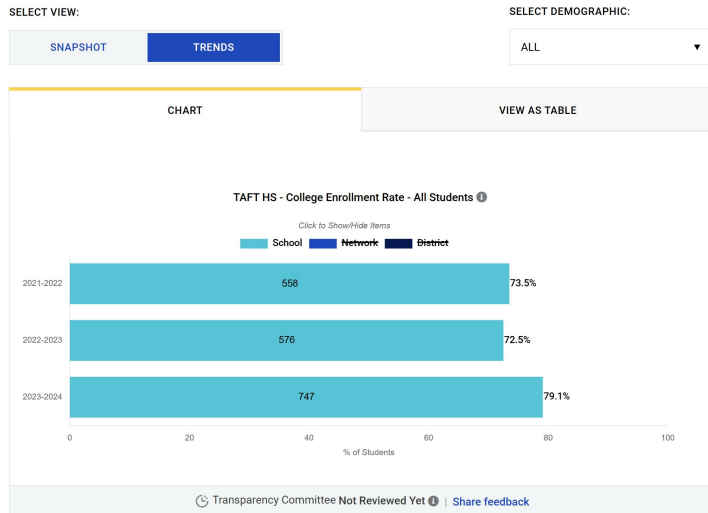 SELECT VIEW:
SELECT DEMOGRAPHIC:
SNAPSHOT
TRENDS
ALL
CHART
VIEW AS TABLE
TAFT HS - College Enrollment Rate - All Students
Click to Show/Hide Items
School Network District
2021-2022 558 73.5%
2022-2023 576 72.5%
2023-2024 747 79.1%
0 20 40 60 80 100
% of Students
Transparency Committee Not Reviewed Yet | Share feedback